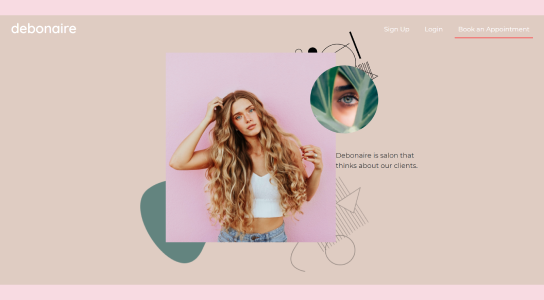 debonaire
Sign Up Login Book an Appointment
Debonaire is salon that
thinks about our clients.